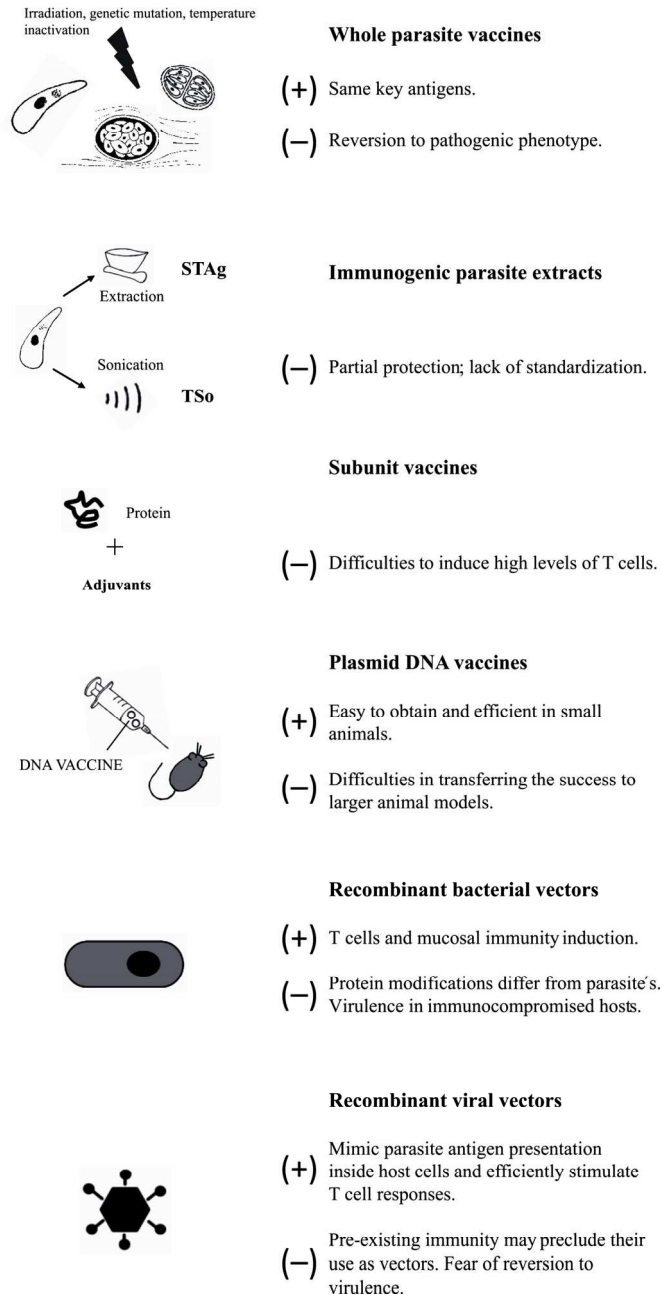 Irradiation, genetic mutation, temperature
inactivation
Whole parasite vaccines
(+) Same key antigens.
(−) Reversion to pathogenic phenotype.
STAg
Extraction
Immunogenic parasite extracts
Sonication
TSo
(−) Partial protection; lack of standardization.
Subunit vaccines
Protein
+
Adjuvants
(−) Difficulties to induce high levels of T cells.
Plasmid DNA vaccines
(+) Easy to obtain and efficient in small
animals.
DNA VACCINE
(−) Difficulties in transferring the success to
larger animal models.
Recombinant bacterial vectors
(+) T cells and mucosal immunity induction.
(−) Protein modifications differ from parasite´s.
Virulence in immunocompromised hosts.
Recombinant viral vectors
(+) Mimic parasite antigen presentation
inside host cells and efficiently stimulate
T cell responses.
(−) Pre-existing immunity may preclude their
use as vectors. Fear of reversion to
virulence.